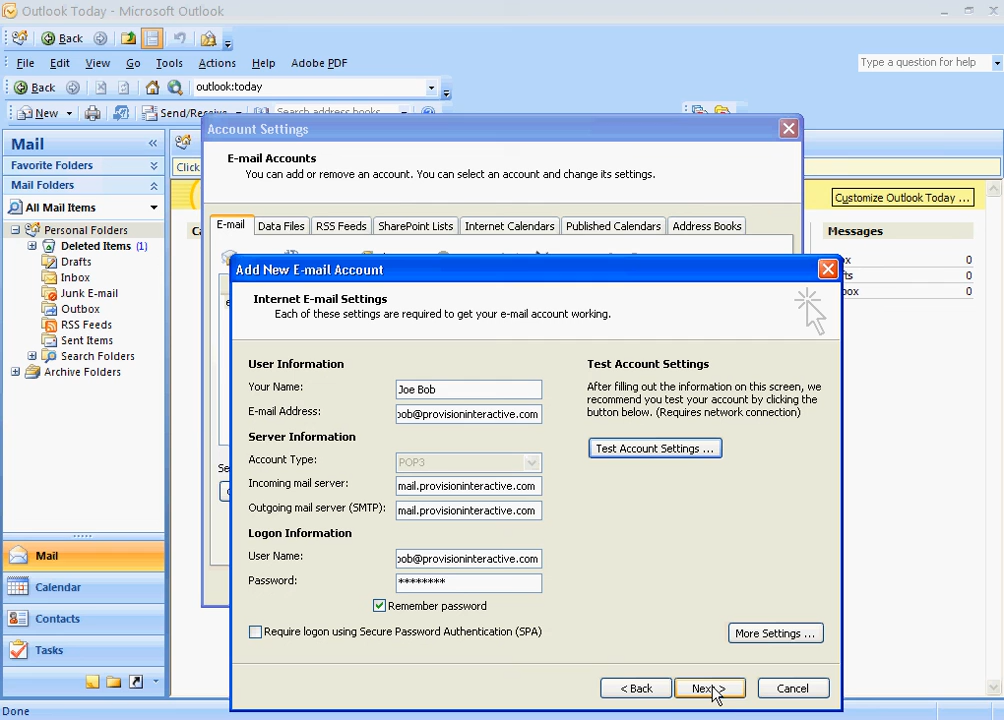 Outlook Today - Microsoft Outlook
Back
File Edit View Go Tools Actions Help Adobe PDF
Type a question for help
Back outlook:today
New Send/Receive Search address books
Mail
Favorite Folders
Mail Folders
All Mail Items
Personal Folders
Deleted Items (1)
Drafts
Inbox
Junk E-mail
Outbox
RSS Feeds
Sent Items
Search Folders
Archive Folders
Mail
Calendar
Contacts
Tasks
Done
Click
Customize Outlook Today ...
Messages
0
0
0
Account Settings
E-mail Accounts
You can add or remove an account. You can select an account and change its settings.
E-mail Data Files RSS Feeds SharePoint Lists Internet Calendars Published Calendars Address Books
Add New E-mail Account
Internet E-mail Settings
Each of these settings are required to get your e-mail account working.
User Information
Your Name: Joe Bob
E-mail Address: bob@provisioninteractive.com
Server Information
Account Type: POP3
Incoming mail server: mail.provisioninteractive.com
Outgoing mail server (SMTP): mail.provisioninteractive.com
Logon Information
User Name: bob@provisioninteractive.com
Password: ********
Remember password
Require logon using Secure Password Authentication (SPA)
Test Account Settings
After filling out the information on this screen, we
recommend you test your account by clicking the
button below. (Requires network connection)
Test Account Settings ...
More Settings ...
< Back Next > Cancel